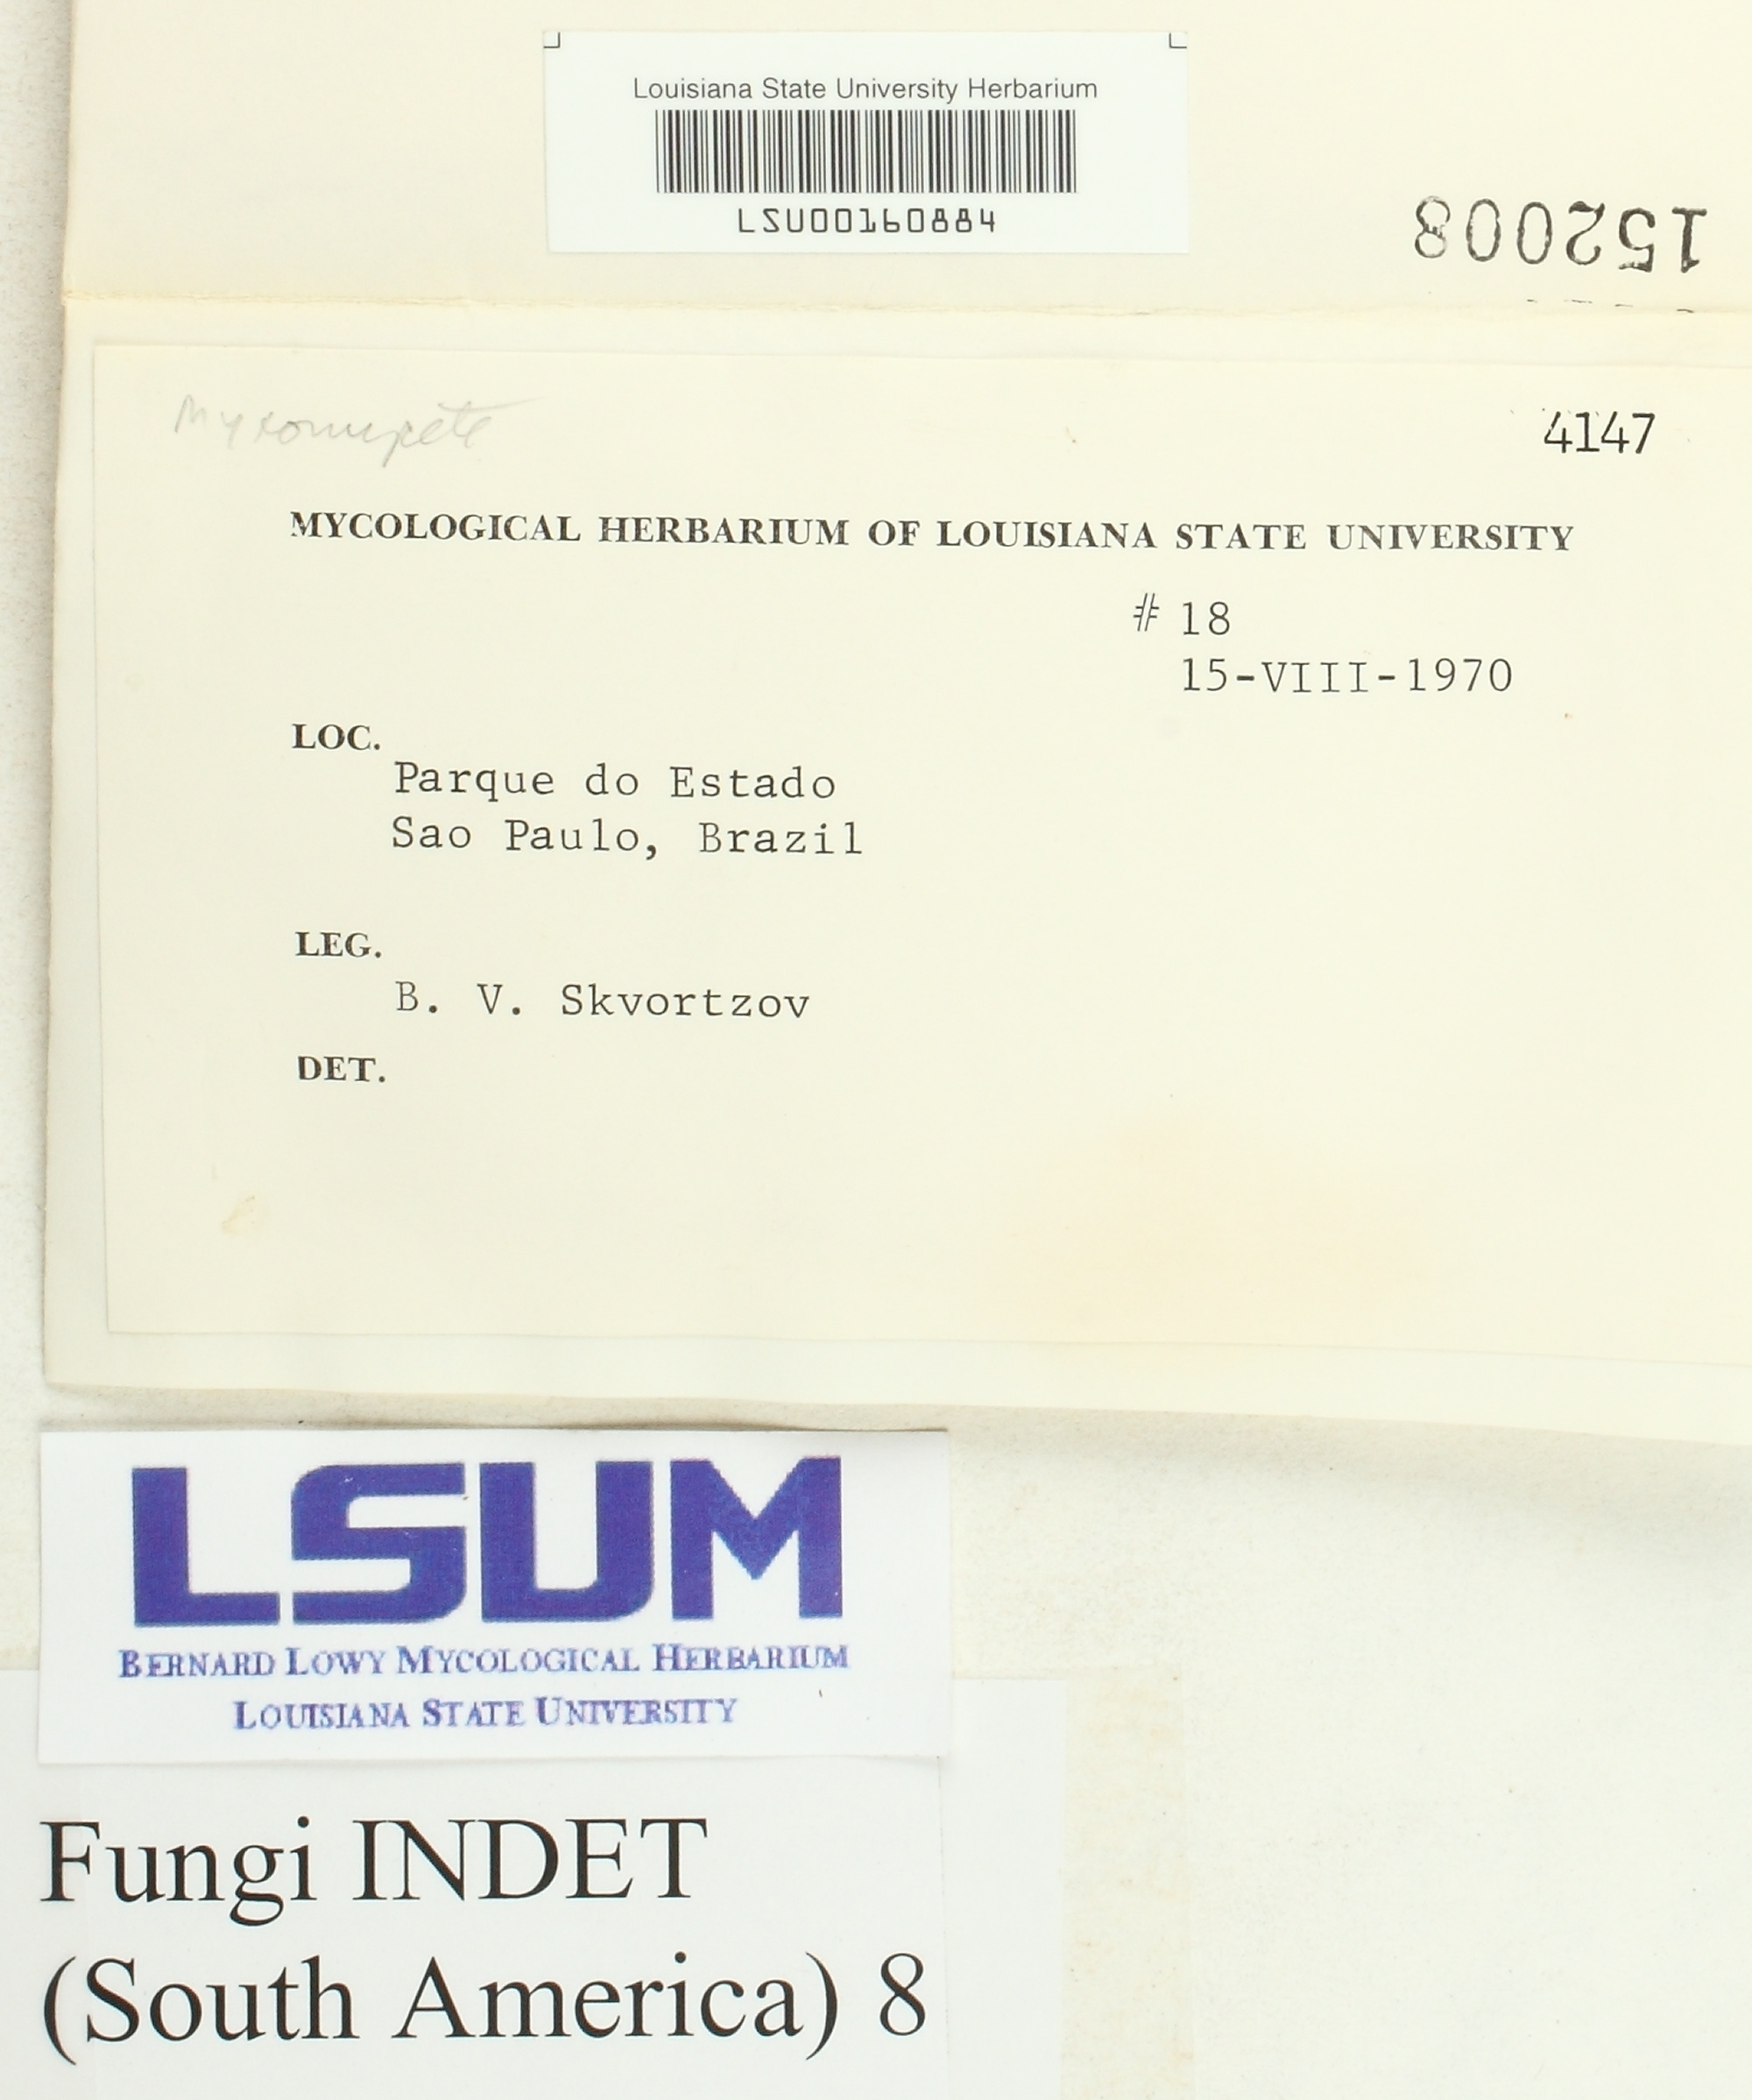 Louisiana State University Herbarium
LSU00160884
152008
Myxomycete
4147
MYCOLOGICAL HERBARIUM OF LOUISIANA STATE UNIVERSITY
# 18
15-VIII-1970
LOC.
Parque do Estado
Sao Paulo, Brazil
LEG.
B. V. Skvortzov
DET.
LSUM
BERNARD LOWY MYCOLOGICAL HERBARIUM
LOUISIANA STATE UNIVERSITY
Fungi INDET
(South America) 8